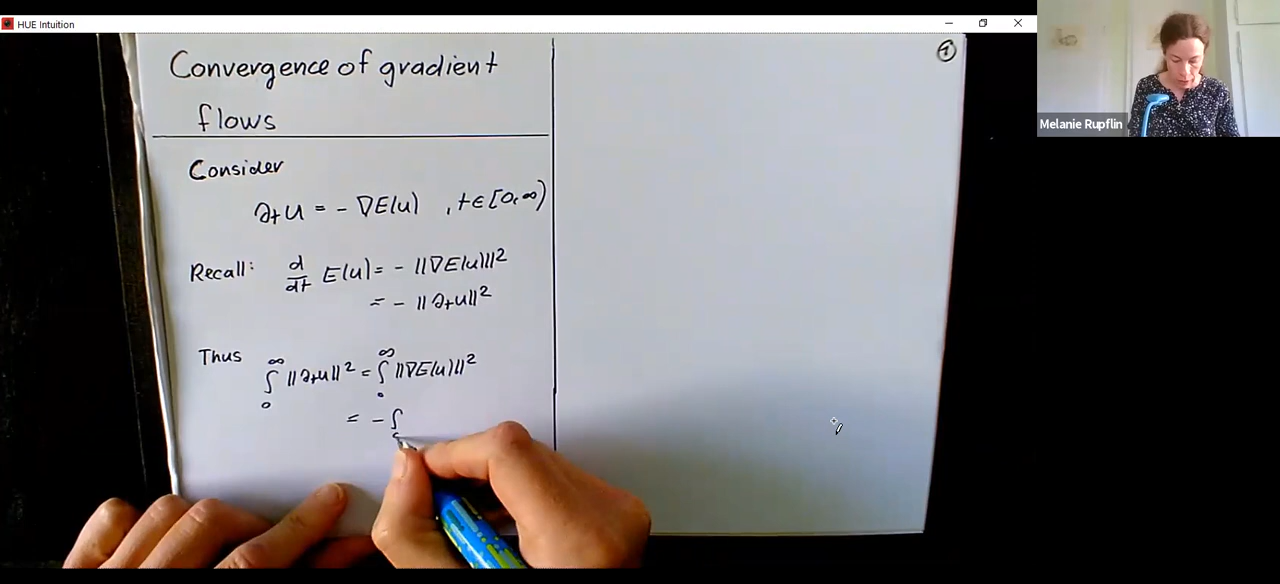 HUE Intuition
Convergence of gradient
flows
①
Melanie Rupflin
Consider
∂ₜu = - ∇E(u) , t∈[0,∞)
Recall: d/dt E(u) = - ||∇E(u)||²
= - ||∂ₜu||²
Thus ∫₀^∞ ||∂ₜu||² = ∫₀^∞ ||∇E(u)||²
= - ∫₀